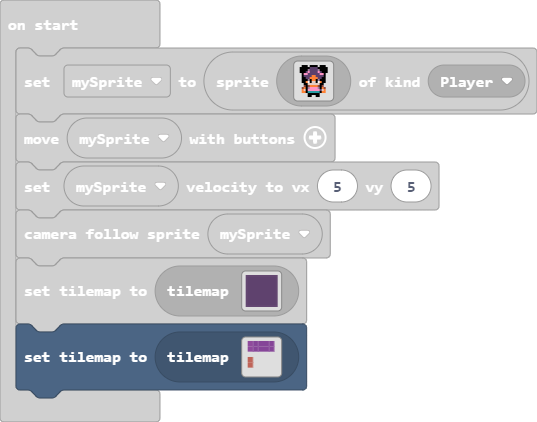 on start
set mySprite to sprite of kind Player
move mySprite with buttons
set mySprite velocity to vx 5 vy 5
camera follow sprite mySprite
set tilemap to tilemap
set tilemap to tilemap